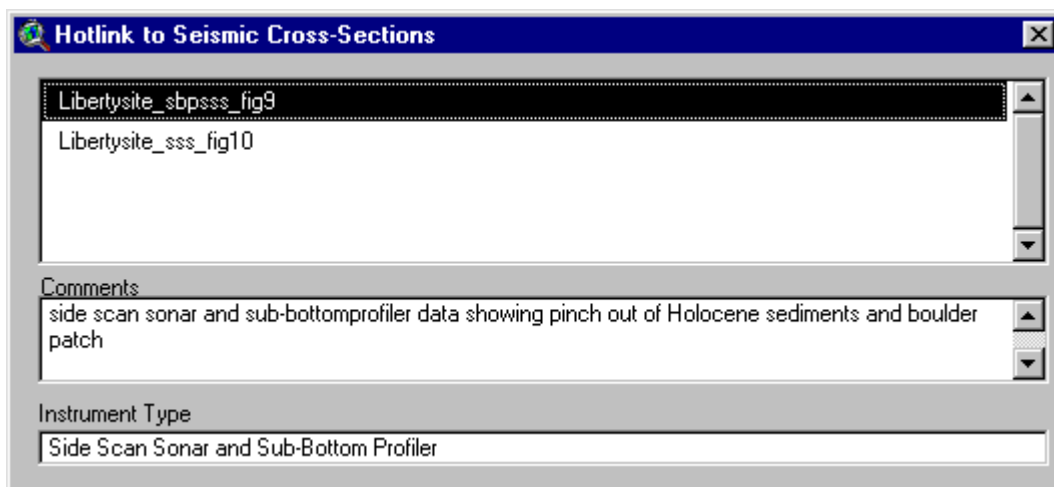 Hotlink to Seismic Cross-Sections
Libertysite_sbpsss_fig9
Libertysite_sss_fig10
Comments
side scan sonar and sub-bottomprofiler data showing pinch out of Holocene sediments and boulder
patch
Instrument Type
Side Scan Sonar and Sub-Bottom Profiler